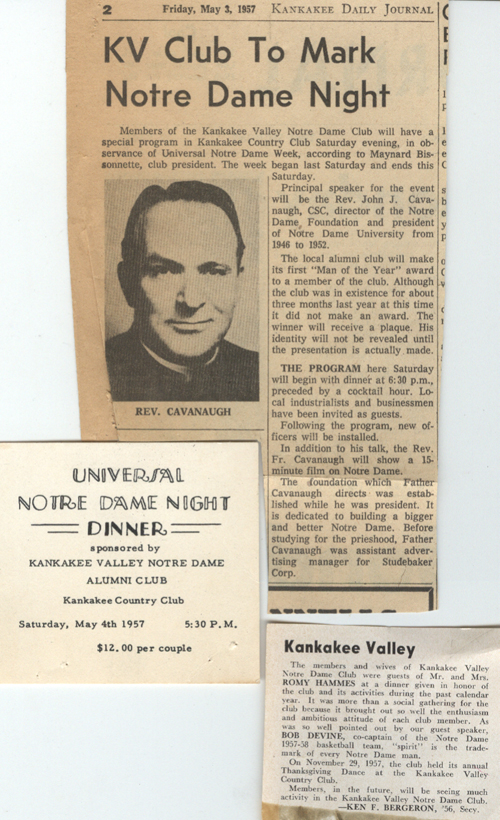 2 Friday, May 3, 1957 KANKAKEE DAILY JOURNAL
KV Club To Mark
Notre Dame Night
Members of the Kankakee Valley Notre Dame Club will have a
special program in Kankakee Country Club Saturday evening, in ob-
servance of Universal Notre Dame Week, according to Maynard Bis-
sonnette, club president. The week began last Saturday and ends this
Saturday.
Principal speaker for the event
will be the Rev. John J. Cava-
naugh, CSC, director of the Notre
Dame Foundation and president
of Notre Dame University from
1946 to 1952.
The local alumni club will make
its first "Man of the Year" award
to a member of the club. Although
the club was in existence for about
three months last year at this time
it did not make an award. The
winner will receive a plaque. His
identity will not be revealed until
the presentation is actually made.
THE PROGRAM here Saturday
will begin with dinner at 6:30 p.m.,
preceded by a cocktail hour. Lo-
cal industrialists and businessmen
have been invited as guests.
Following the program, new of-
ficers will be installed.
In addition to his talk, the Rev.
Fr. Cavanaugh will show a 15-
minute film on Notre Dame.
The foundation which Father
Cavanaugh directs was estab-
lished while he was president. It
is dedicated to building a bigger
and better Notre Dame. Before
studying for the prieshood, Father
Cavanaugh was assistant adver-
tising manager for Studebaker
Corp.
REV. CAVANAUGH
UNIVERSAL
NOTRE DAME NIGHT
DINNER
sponsored by
KANKAKEE VALLEY NOTRE DAME
ALUMNI CLUB
Kankakee Country Club
Saturday, May 4th 1957 5:30 P.M.
$12.00 per couple
Kankakee Valley
The members and wives of Kankakee Valley
Notre Dame Club were guests of Mr. and Mrs.
ROMY HAMMES at a dinner given in honor of
the club and its activities during the past calendar
year. It was more than a social gathering for the
club because it brought out so well the enthusiasm
and ambitious attitude of each club member. As
was so well pointed out by our guest speaker,
BOB DEVINE, co-captain of the Notre Dame
1957-58 basketball team, "spirit" is the trade-
mark of every Notre Dame man.
On November 29, 1957, the club held its annual
Thanksgiving Dance at the Kankakee Valley
Country Club.
Members, in the future, will be seeing much
activity in the Kankakee Valley Notre Dame Club.
—KEN F. BERGERON, '56, Secy.